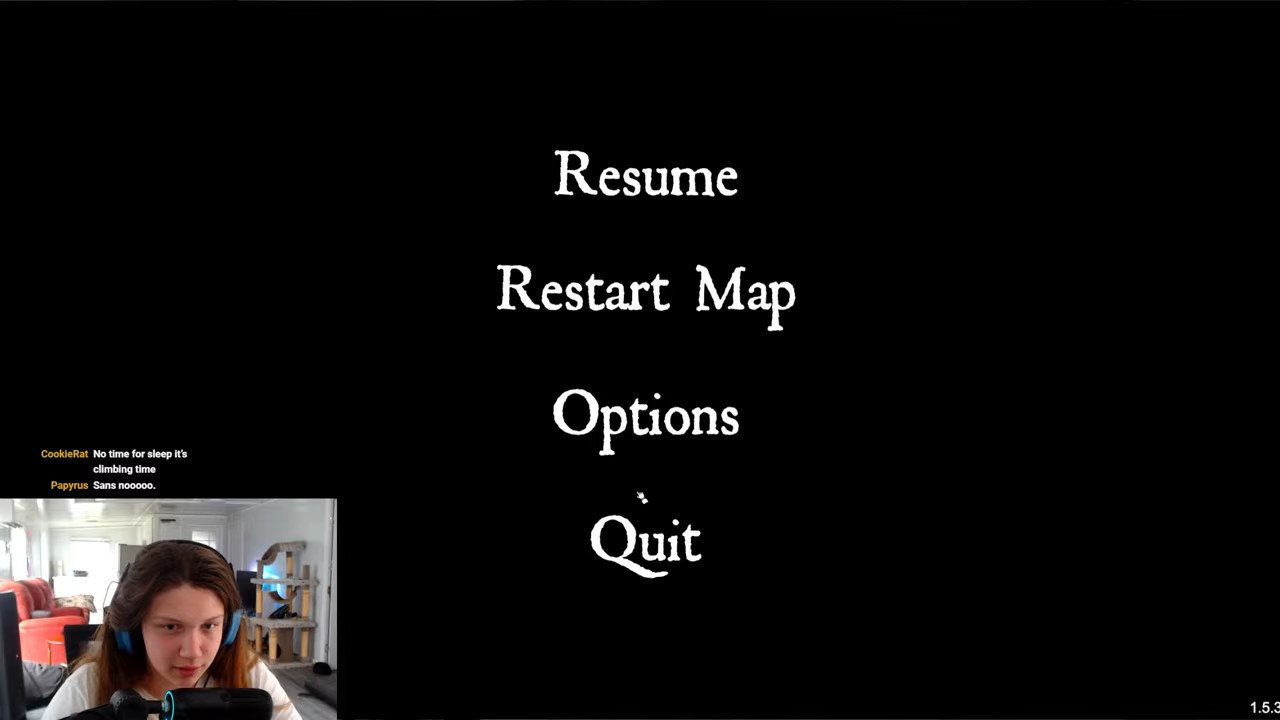 Resume
Restart Map
Options
Quit
CookieRat No time for sleep it's
climbing time
Papyrus Sans nooooo.
1.5.3